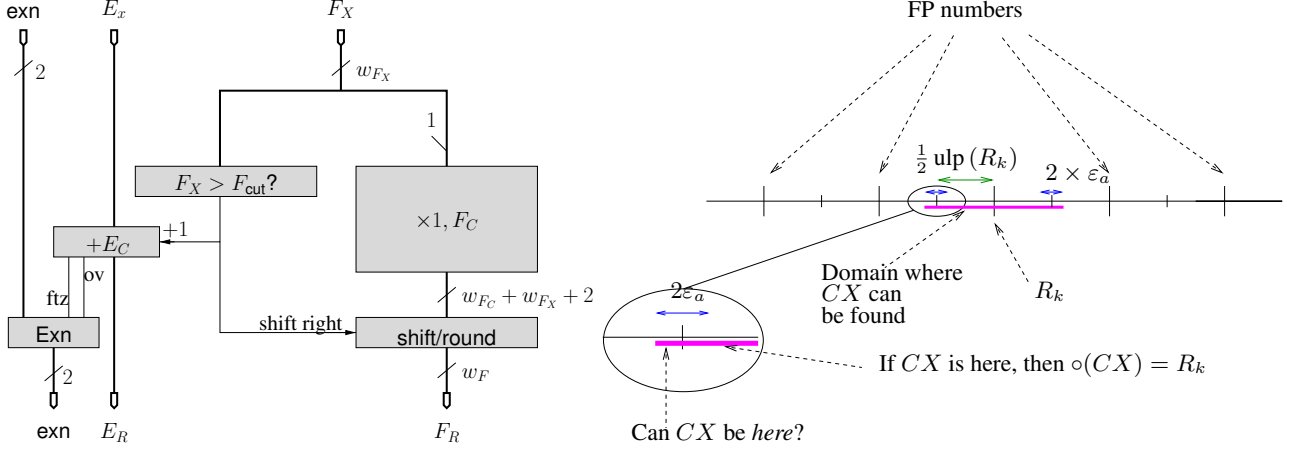 exn
E_x
F_X
2
w_{F_X}
1
F_X > F_cut?
×1, F_C
+1
+E_C
ftz
ov
w_{F_C} + w_{F_X} + 2
Exn
shift right
shift/round
2
w_F
exn
E_R
F_R
FP numbers
½ ulp (R_k)
2 × ε_a
Domain where
CX can
be found
R_k
2ε_a
If CX is here, then ∘(CX) = R_k
Can CX be here?